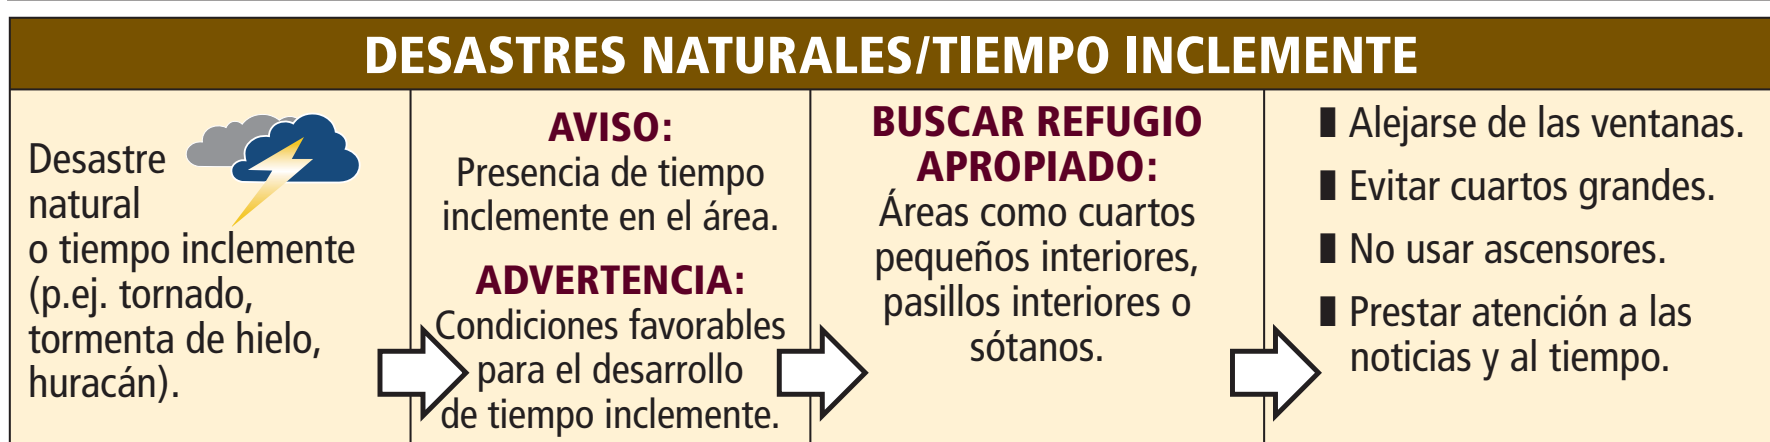 DESASTRES NATURALES/TIEMPO INCLEMENTE
Desastre
natural
o tiempo inclemente
(p.ej. tornado,
tormenta de hielo,
huracán).
AVISO:
Presencia de tiempo
inclemente en el área.
ADVERTENCIA:
Condiciones favorables
para el desarrollo
de tiempo inclemente.
BUSCAR REFUGIO
APROPIADO:
Áreas como cuartos
pequeños interiores,
pasillos interiores o
sótanos.
■ Alejarse de las ventanas.
■ Evitar cuartos grandes.
■ No usar ascensores.
■ Prestar atención a las
noticias y al tiempo.